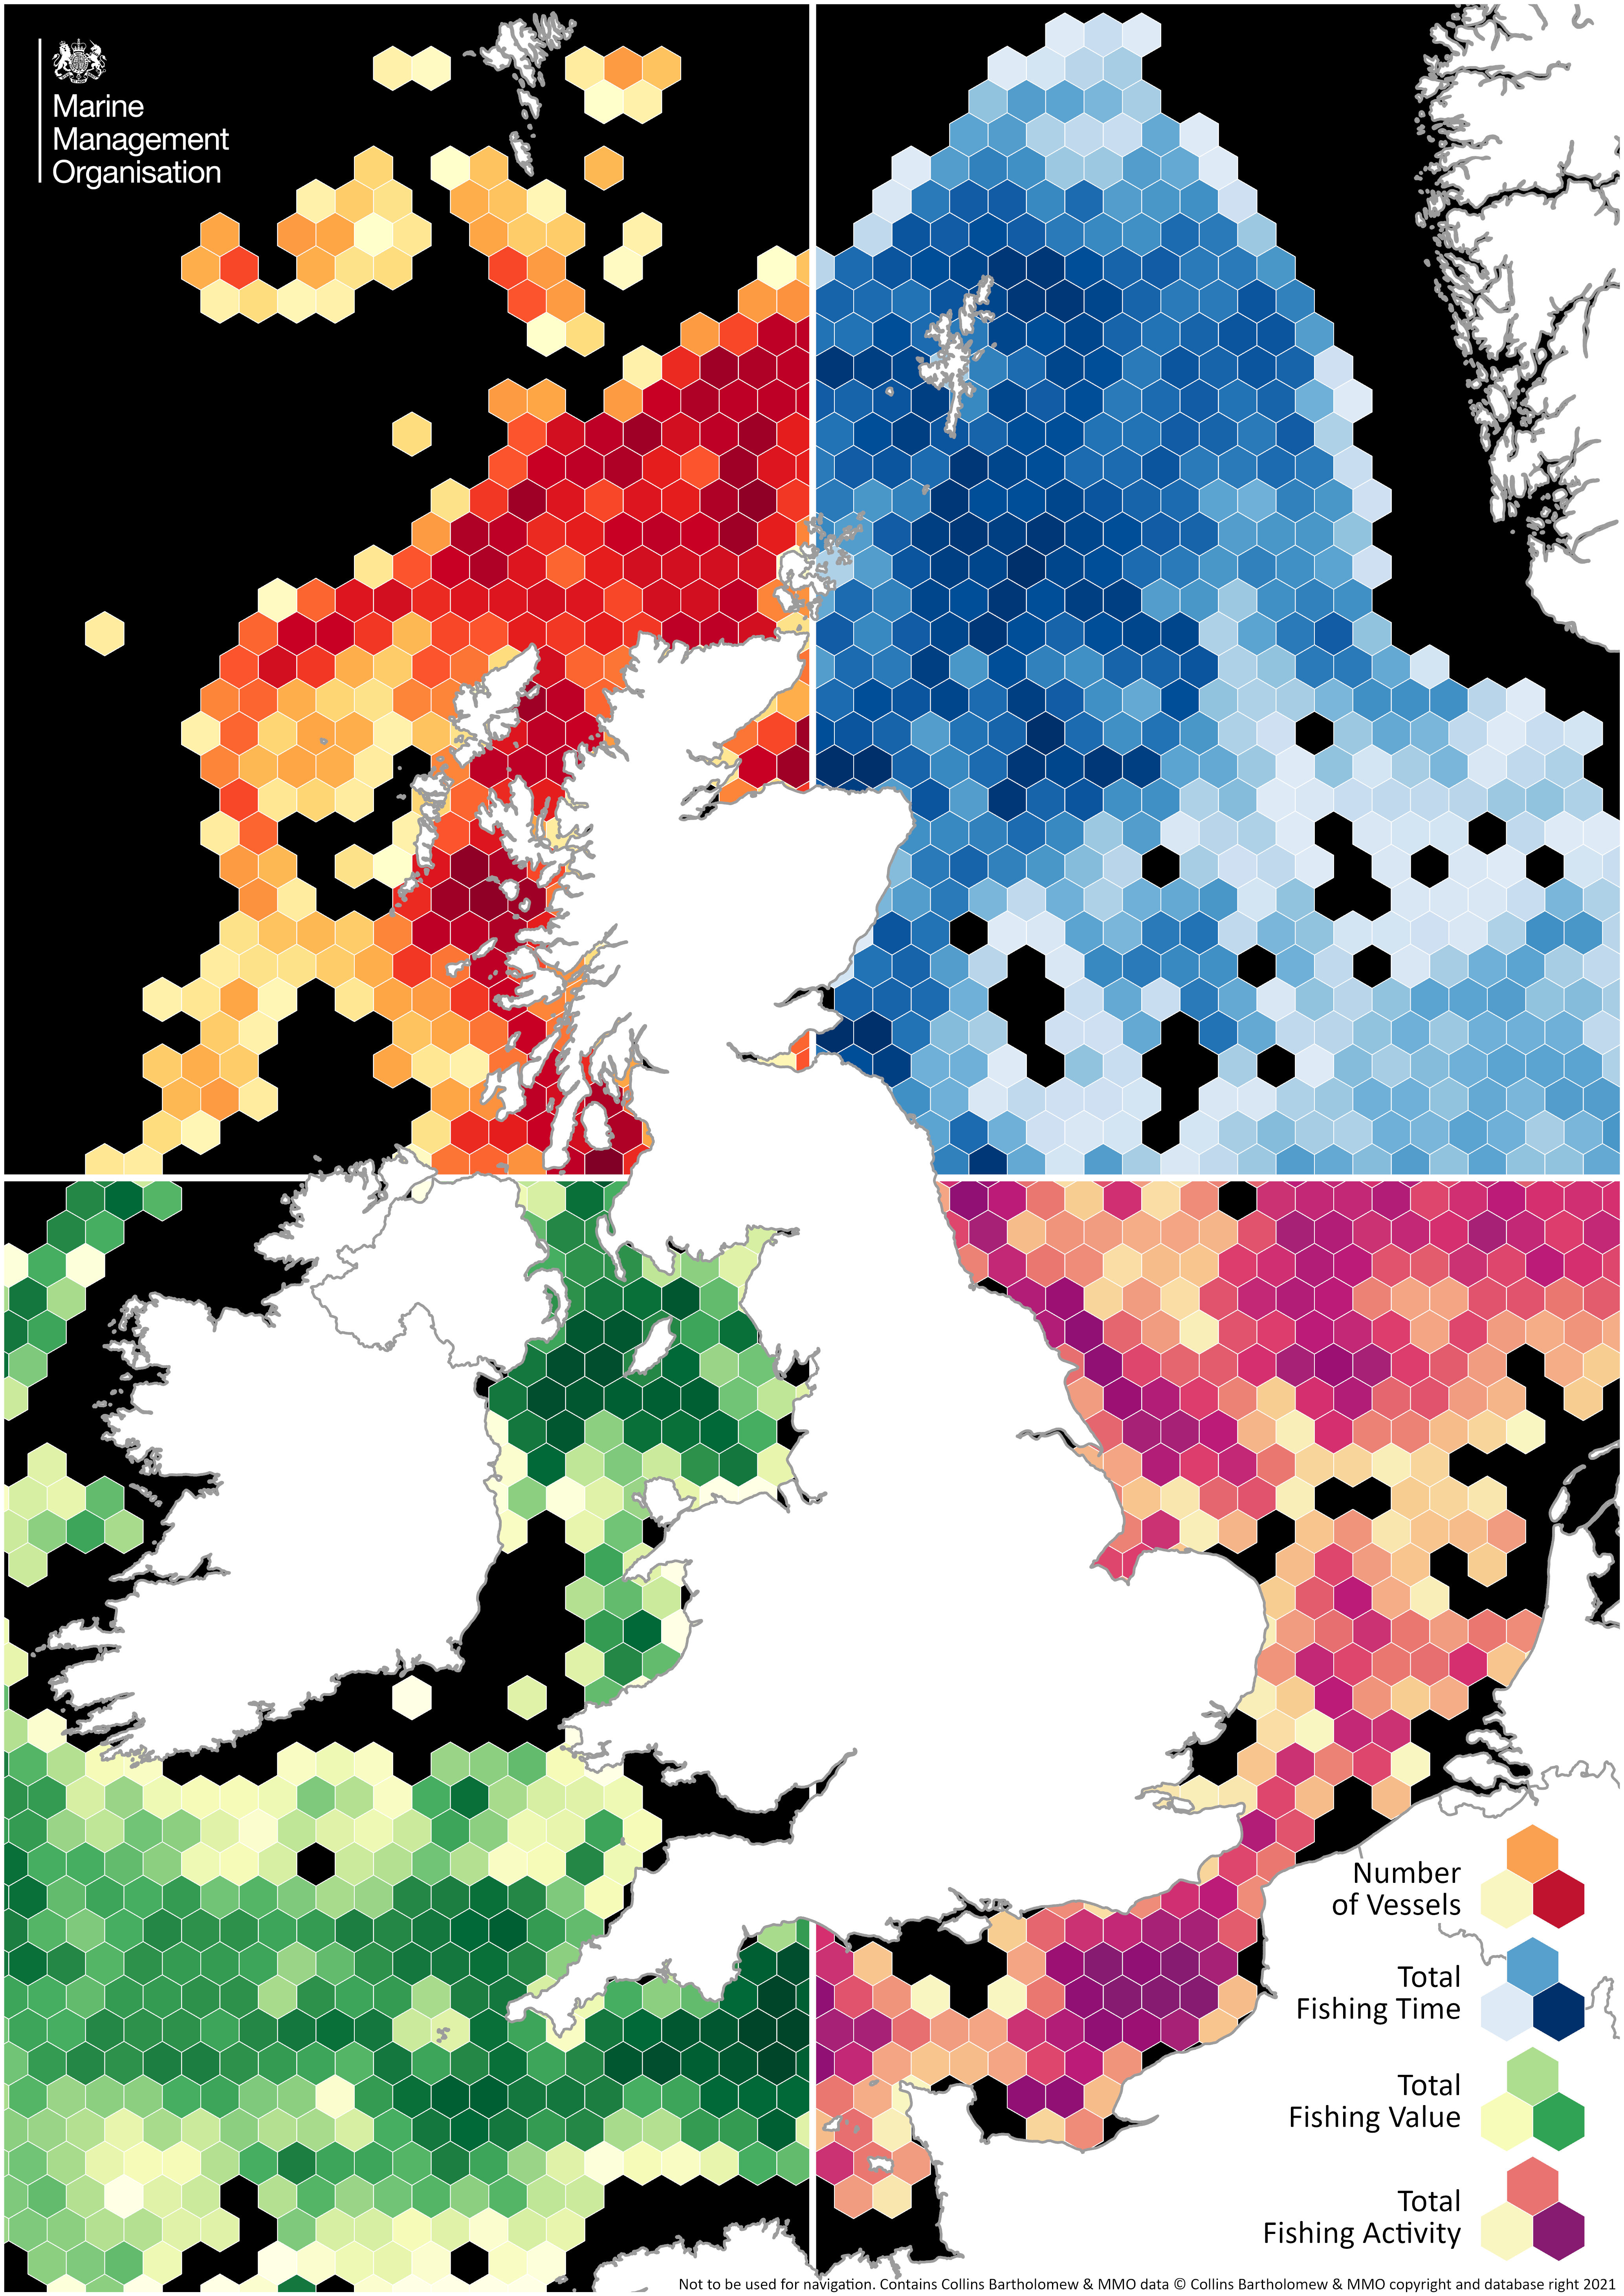 Marine
Management
Organisation
Number
of Vessels
Total
Fishing Time
Total
Fishing Value
Total
Fishing Activity
Not to be used for navigation. Contains Collins Bartholomew & MMO data © Collins Bartholomew & MMO copyright and database right 2021